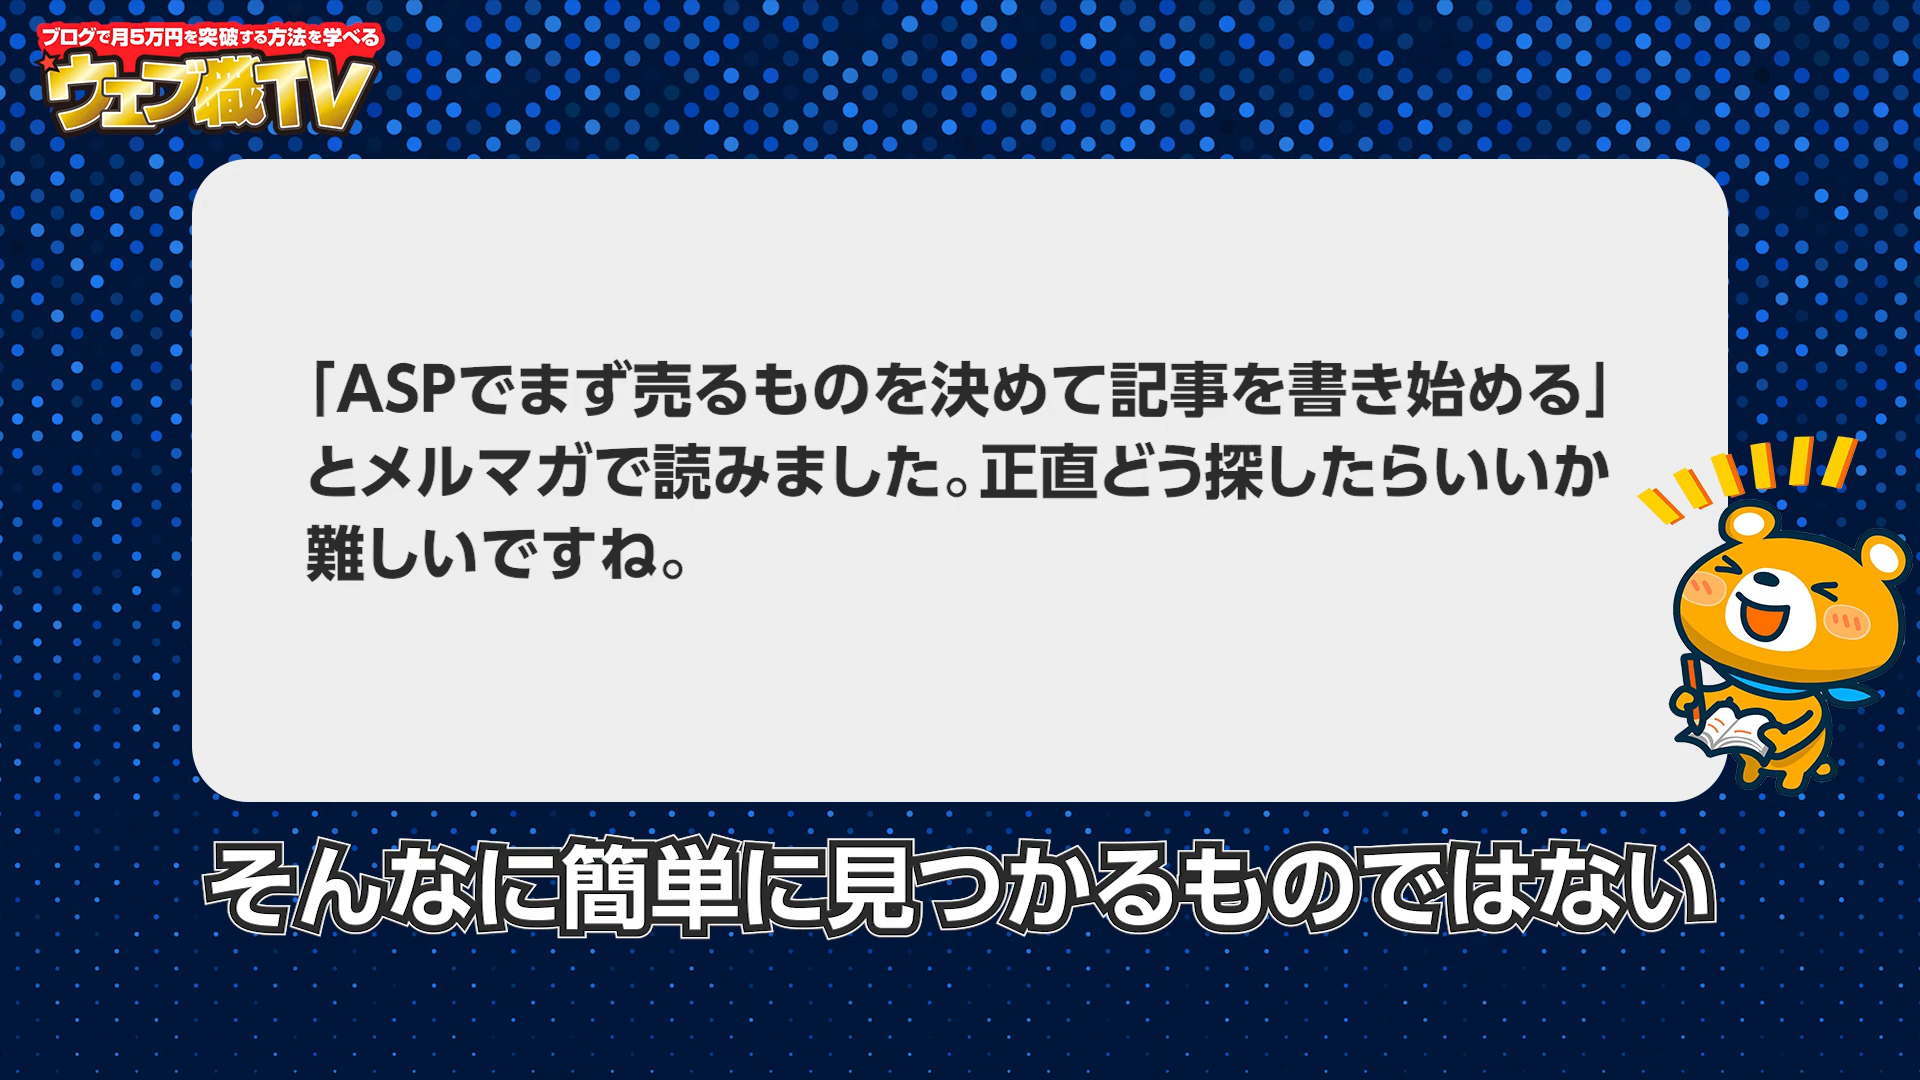 ブログで月5万円を突破する方法を学べる
ウェブ職TV
「ASPでまず売るものを決めて記事を書き始める」
とメルマガで読みました。正直どう探したらいいか
難しいですね。
そんなに簡単に見つかるものではない